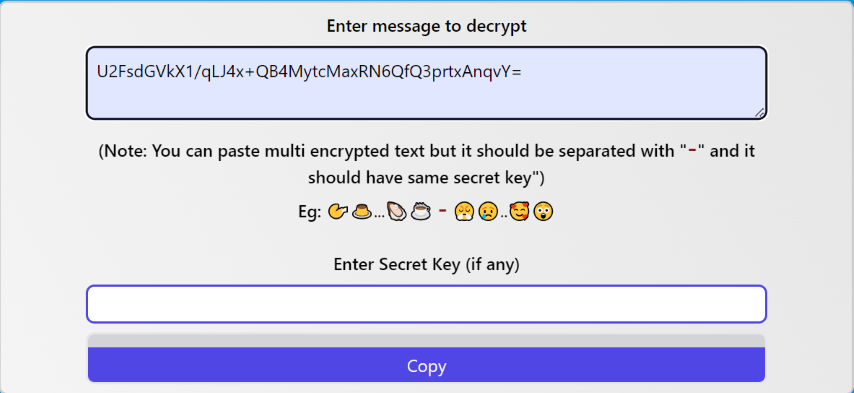 Enter message to decrypt
U2FsdGVkX1/qLJ4x+QB4MytcMaxRN6QfQ3prtxAnqvY=
(Note: You can paste multi encrypted text but it should be separated with "-" and it
should have same secret key")
Eg: 🫱🍮...🦪☕ - 😤😢..🥰😲
Enter Secret Key (if any)
Copy